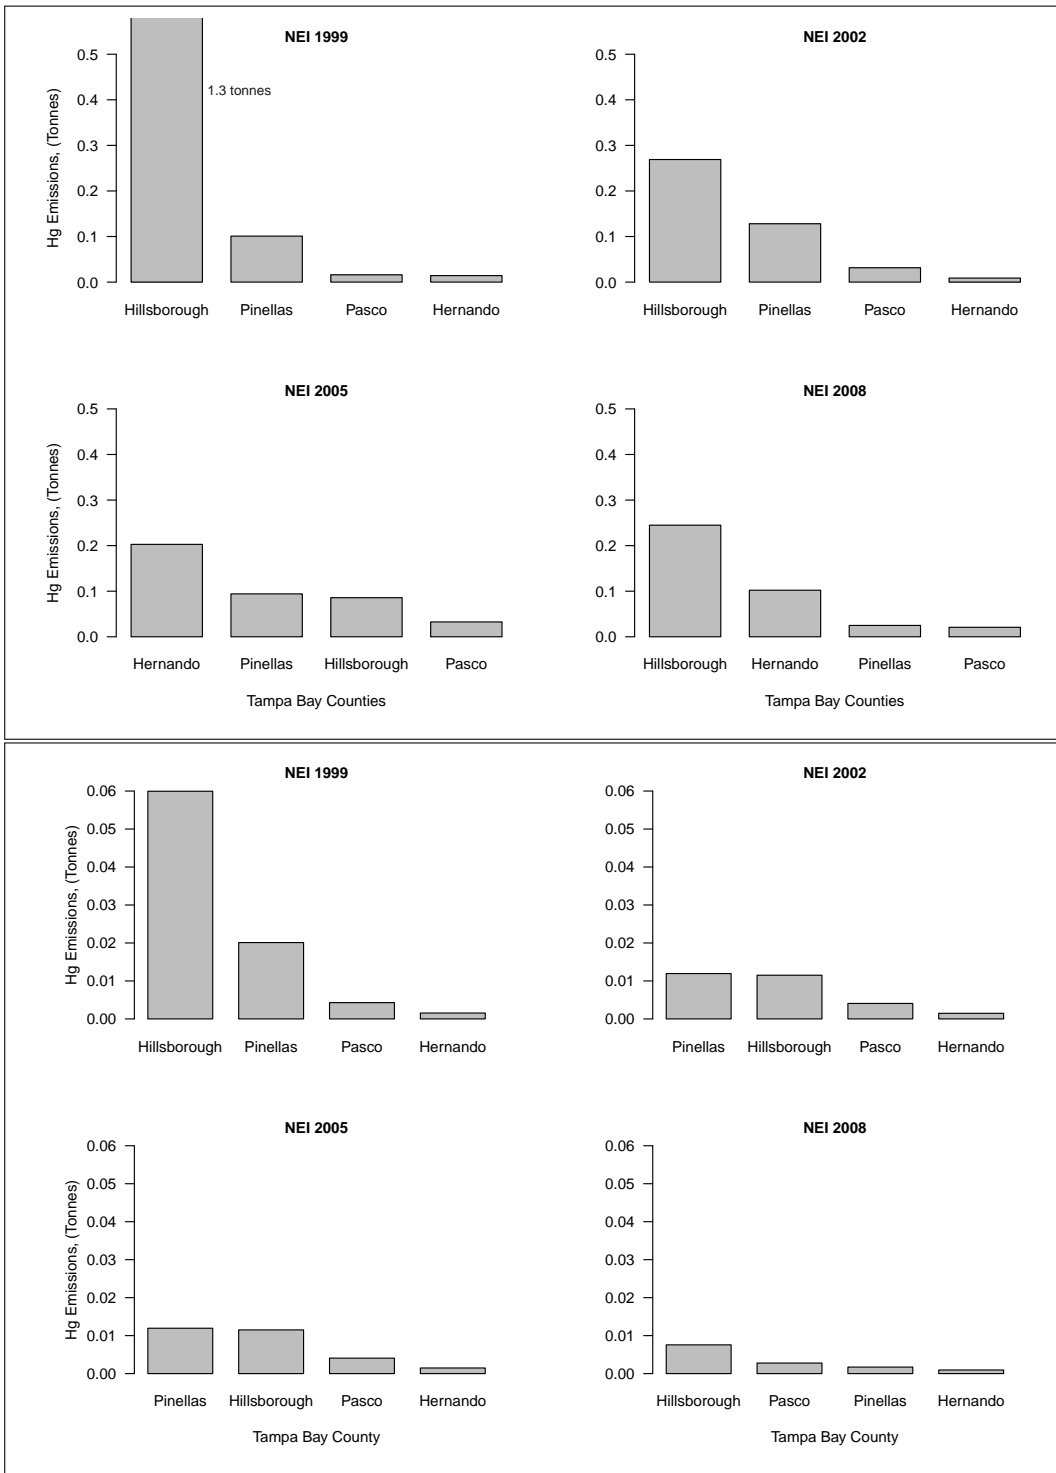 NEI 1999
Hg Emissions, (Tonnes)
0.5
0.4
0.3
0.2
0.1
0.0
1.3 tonnes
Hillsborough Pinellas Pasco Hernando
NEI 2002
0.5
0.4
0.3
0.2
0.1
0.0
Hillsborough Pinellas Pasco Hernando
NEI 2005
Hg Emissions, (Tonnes)
0.5
0.4
0.3
0.2
0.1
0.0
Hernando Pinellas Hillsborough Pasco
Tampa Bay Counties
NEI 2008
0.5
0.4
0.3
0.2
0.1
0.0
Hillsborough Hernando Pinellas Pasco
Tampa Bay Counties
NEI 1999
Hg Emissions, (Tonnes)
0.06
0.05
0.04
0.03
0.02
0.01
0.00
Hillsborough Pinellas Pasco Hernando
NEI 2002
0.06
0.05
0.04
0.03
0.02
0.01
0.00
Pinellas Hillsborough Pasco Hernando
NEI 2005
Hg Emissions, (Tonnes)
0.06
0.05
0.04
0.03
0.02
0.01
0.00
Pinellas Hillsborough Pasco Hernando
Tampa Bay County
NEI 2008
0.06
0.05
0.04
0.03
0.02
0.01
0.00
Hillsborough Pasco Pinellas Hernando
Tampa Bay County